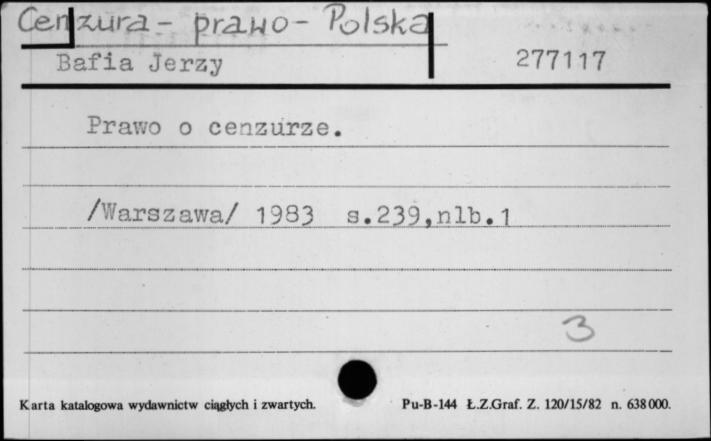 Cenzura - prawo - Polska
Bafia Jerzy 277117
Prawo o cenzurze.
/Warszawa/ 1983 s.239,nlb.1
3
Karta katalogowa wydawnictw ciągłych i zwartych. Pu-B-144 Ł.Z.Graf. Z. 120/15/82 n. 638000.